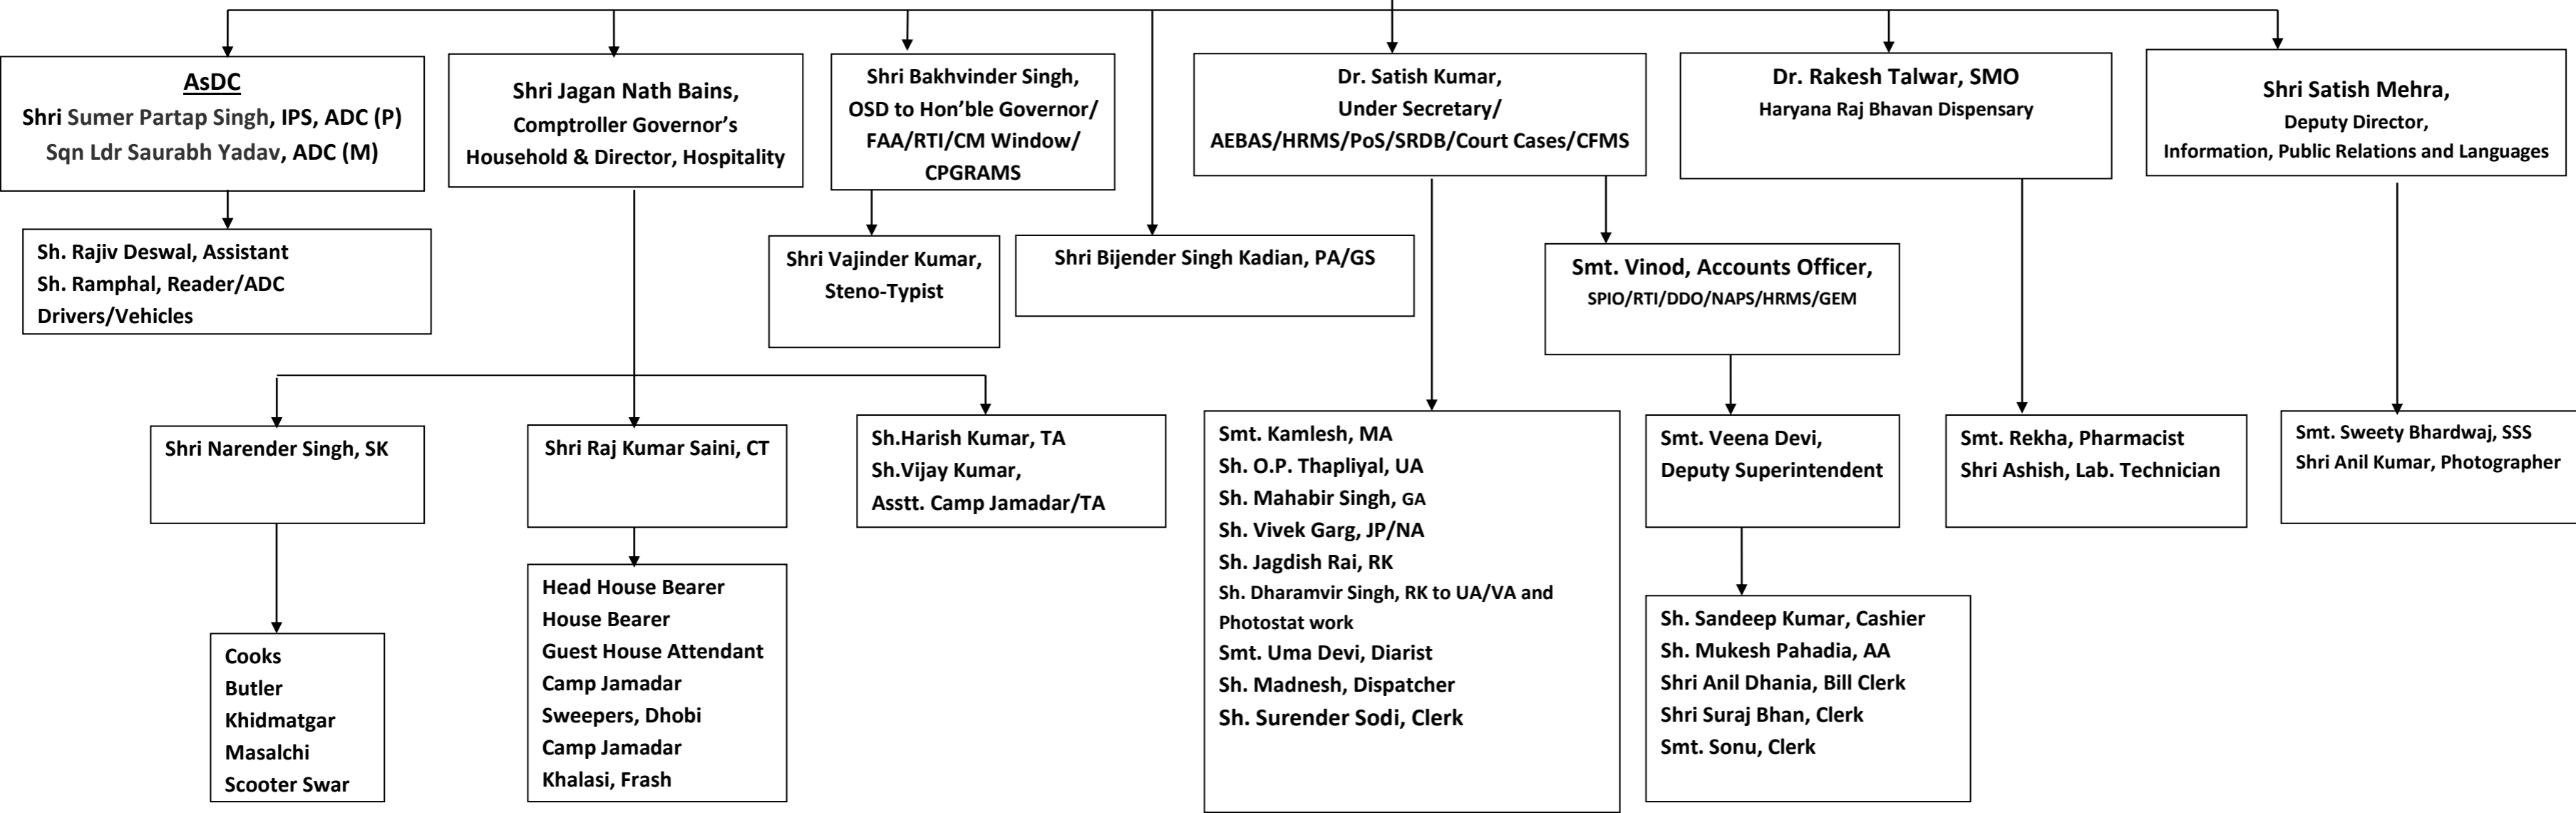 AsDC
Shri Sumer Partap Singh, IPS, ADC (P)
Sqn Ldr Saurabh Yadav, ADC (M)
Shri Jagan Nath Bains,
Comptroller Governor's
Household & Director, Hospitality
Shri Bakhvinder Singh,
OSD to Hon'ble Governor/
FAA/RTI/CM Window/
CPGRAMS
Dr. Satish Kumar,
Under Secretary/
AEBAS/HRMS/PoS/SRDB/Court Cases/CFMS
Dr. Rakesh Talwar, SMO
Haryana Raj Bhavan Dispensary
Shri Satish Mehra,
Deputy Director,
Information, Public Relations and Languages
Sh. Rajiv Deswal, Assistant
Sh. Ramphal, Reader/ADC
Drivers/Vehicles
Shri Vajinder Kumar,
Steno-Typist
Shri Bijender Singh Kadian, PA/GS
Smt. Vinod, Accounts Officer,
SPIO/RTI/DDO/NAPS/HRMS/GEM
Shri Narender Singh, SK
Shri Raj Kumar Saini, CT
Sh.Harish Kumar, TA
Sh.Vijay Kumar,
Asstt. Camp Jamadar/TA
Smt. Kamlesh, MA
Sh. O.P. Thapliyal, UA
Sh. Mahabir Singh, GA
Sh. Vivek Garg, JP/NA
Sh. Jagdish Rai, RK
Sh. Dharamvir Singh, RK to UA/VA and
Photostat work
Smt. Uma Devi, Diarist
Sh. Madnesh, Dispatcher
Sh. Surender Sodi, Clerk
Smt. Veena Devi,
Deputy Superintendent
Smt. Rekha, Pharmacist
Shri Ashish, Lab. Technician
Smt. Sweety Bhardwaj, SSS
Shri Anil Kumar, Photographer
Cooks
Butler
Khidmatgar
Masalchi
Scooter Swar
Head House Bearer
House Bearer
Guest House Attendant
Camp Jamadar
Sweepers, Dhobi
Camp Jamadar
Khalasi, Frash
Sh. Sandeep Kumar, Cashier
Sh. Mukesh Pahadia, AA
Shri Anil Dhania, Bill Clerk
Shri Suraj Bhan, Clerk
Smt. Sonu, Clerk